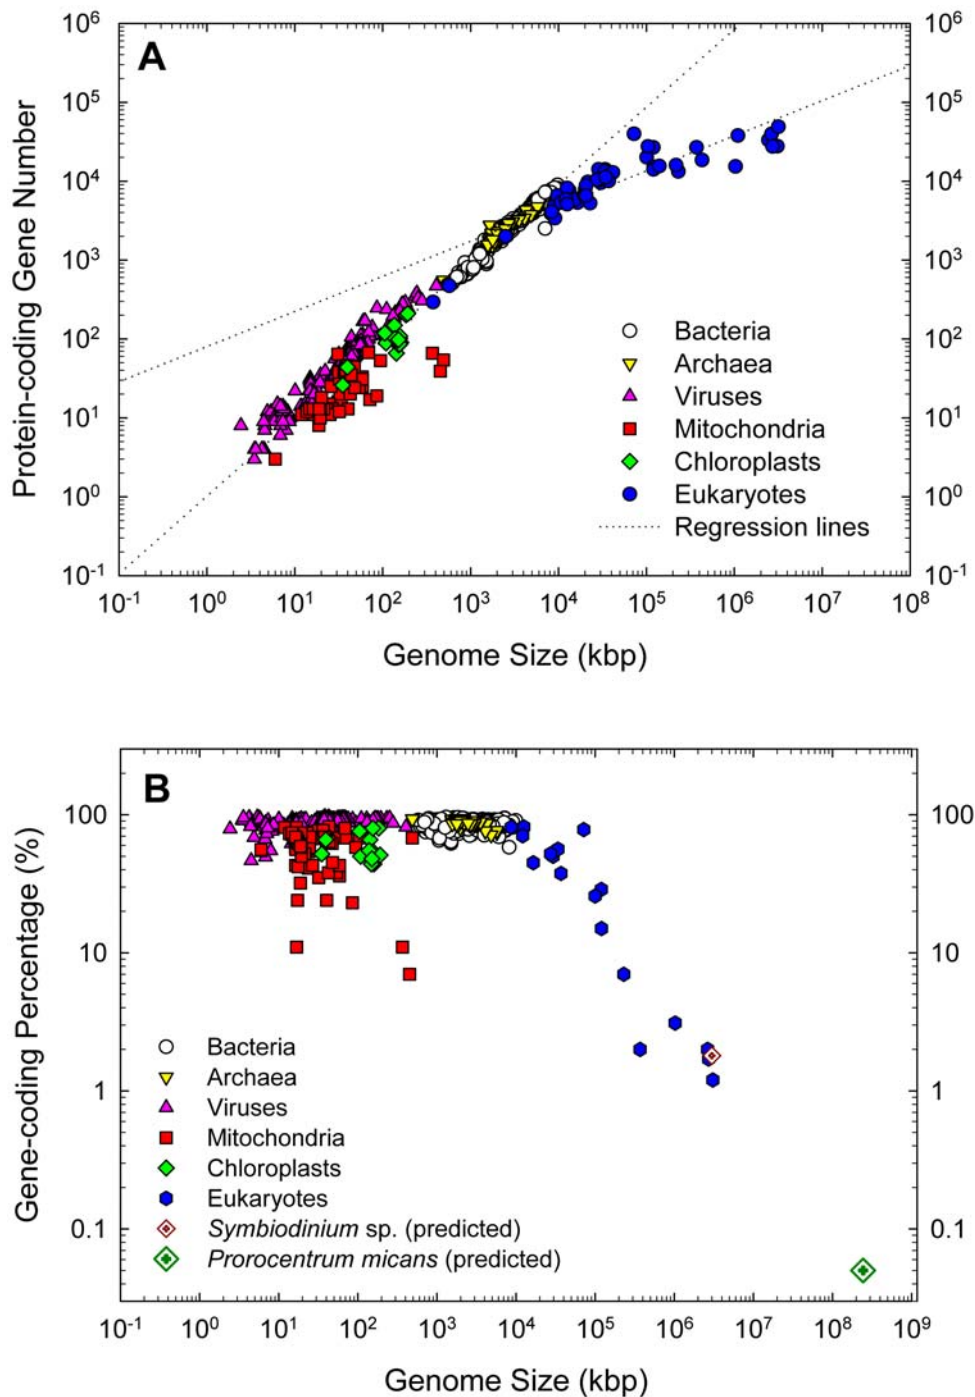 A
10⁶
10⁵
10⁴
10³
10²
10¹
10⁰
10⁻¹
Protein-coding Gene Number
10⁶
10⁵
10⁴
10³
10²
10¹
10⁰
10⁻¹
Bacteria
Archaea
Viruses
Mitochondria
Chloroplasts
Eukaryotes
Regression lines
10⁻¹ 10⁰ 10¹ 10² 10³ 10⁴ 10⁵ 10⁶ 10⁷ 10⁸
Genome Size (kbp)
B
100
10
1
0.1
Gene-coding Percentage (%)
100
10
1
0.1
Bacteria
Archaea
Viruses
Mitochondria
Chloroplasts
Eukaryotes
Symbiodinium sp. (predicted)
Prorocentrum micans (predicted)
10⁻¹ 10⁰ 10¹ 10² 10³ 10⁴ 10⁵ 10⁶ 10⁷ 10⁸ 10⁹
Genome Size (kbp)